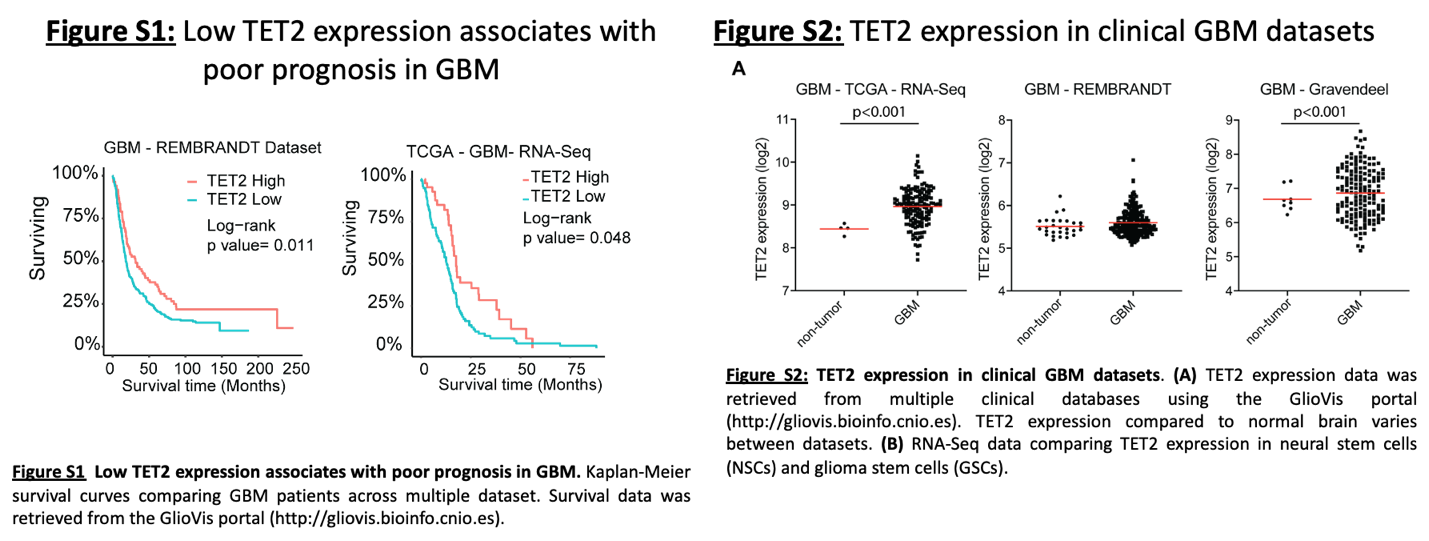 Figure S1: Low TET2 expression associates with
poor prognosis in GBM
GBM - REMBRANDT Dataset
100%
75%
50%
25%
0%
Surviving
TET2 High
TET2 Low
Log-rank
p value= 0.011
0 50 100 150 200 250
Survival time (Months)
TCGA - GBM- RNA-Seq
100%
75%
50%
25%
0%
Surviving
TET2 High
TET2 Low
Log-rank
p value= 0.048
0 25 50 75
Survival time (Months)
Figure S1 Low TET2 expression associates with poor prognosis in GBM. Kaplan-Meier
survival curves comparing GBM patients across multiple dataset. Survival data was
retrieved from the GlioVis portal (http://gliovis.bioinfo.cnio.es).
Figure S2: TET2 expression in clinical GBM datasets
A
GBM - TCGA - RNA-Seq
p<0.001
11
10
9
8
7
TET2 expression (log2)
non-tumor
GBM
GBM - REMBRANDT
8
7
6
5
4
TET2 expression (log2)
non-tumor
GBM
GBM - Gravendeel
p<0.001
9
8
7
6
5
4
TET2 expression (log2)
non-tumor
GBM
Figure S2: TET2 expression in clinical GBM datasets. (A) TET2 expression data was
retrieved from multiple clinical databases using the GlioVis portal
(http://gliovis.bioinfo.cnio.es). TET2 expression compared to normal brain varies
between datasets. (B) RNA-Seq data comparing TET2 expression in neural stem cells
(NSCs) and glioma stem cells (GSCs).